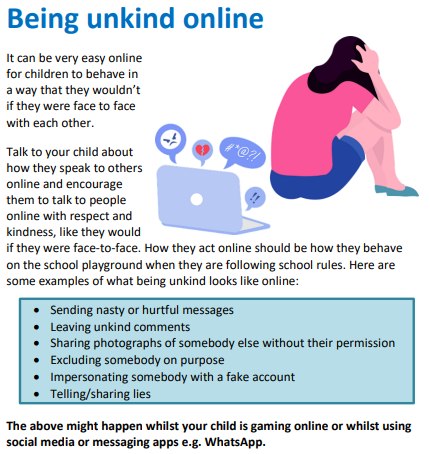 Being unkind online
It can be very easy online
for children to behave in
a way that they wouldn’t
if they were face to face
with each other.
#*@?/
!!
Talk to your child about
how they speak to others
online and encourage
them to talk to people
online with respect and
kindness, like they would
if they were face-to-face. How they act online should be how they behave
on the school playground when they are following school rules. Here are
some examples of what being unkind looks like online:
• Sending nasty or hurtful messages
• Leaving unkind comments
• Sharing photographs of somebody else without their permission
• Excluding somebody on purpose
• Impersonating somebody with a fake account
• Telling/sharing lies
The above might happen whilst your child is gaming online or whilst using
social media or messaging apps e.g. WhatsApp.